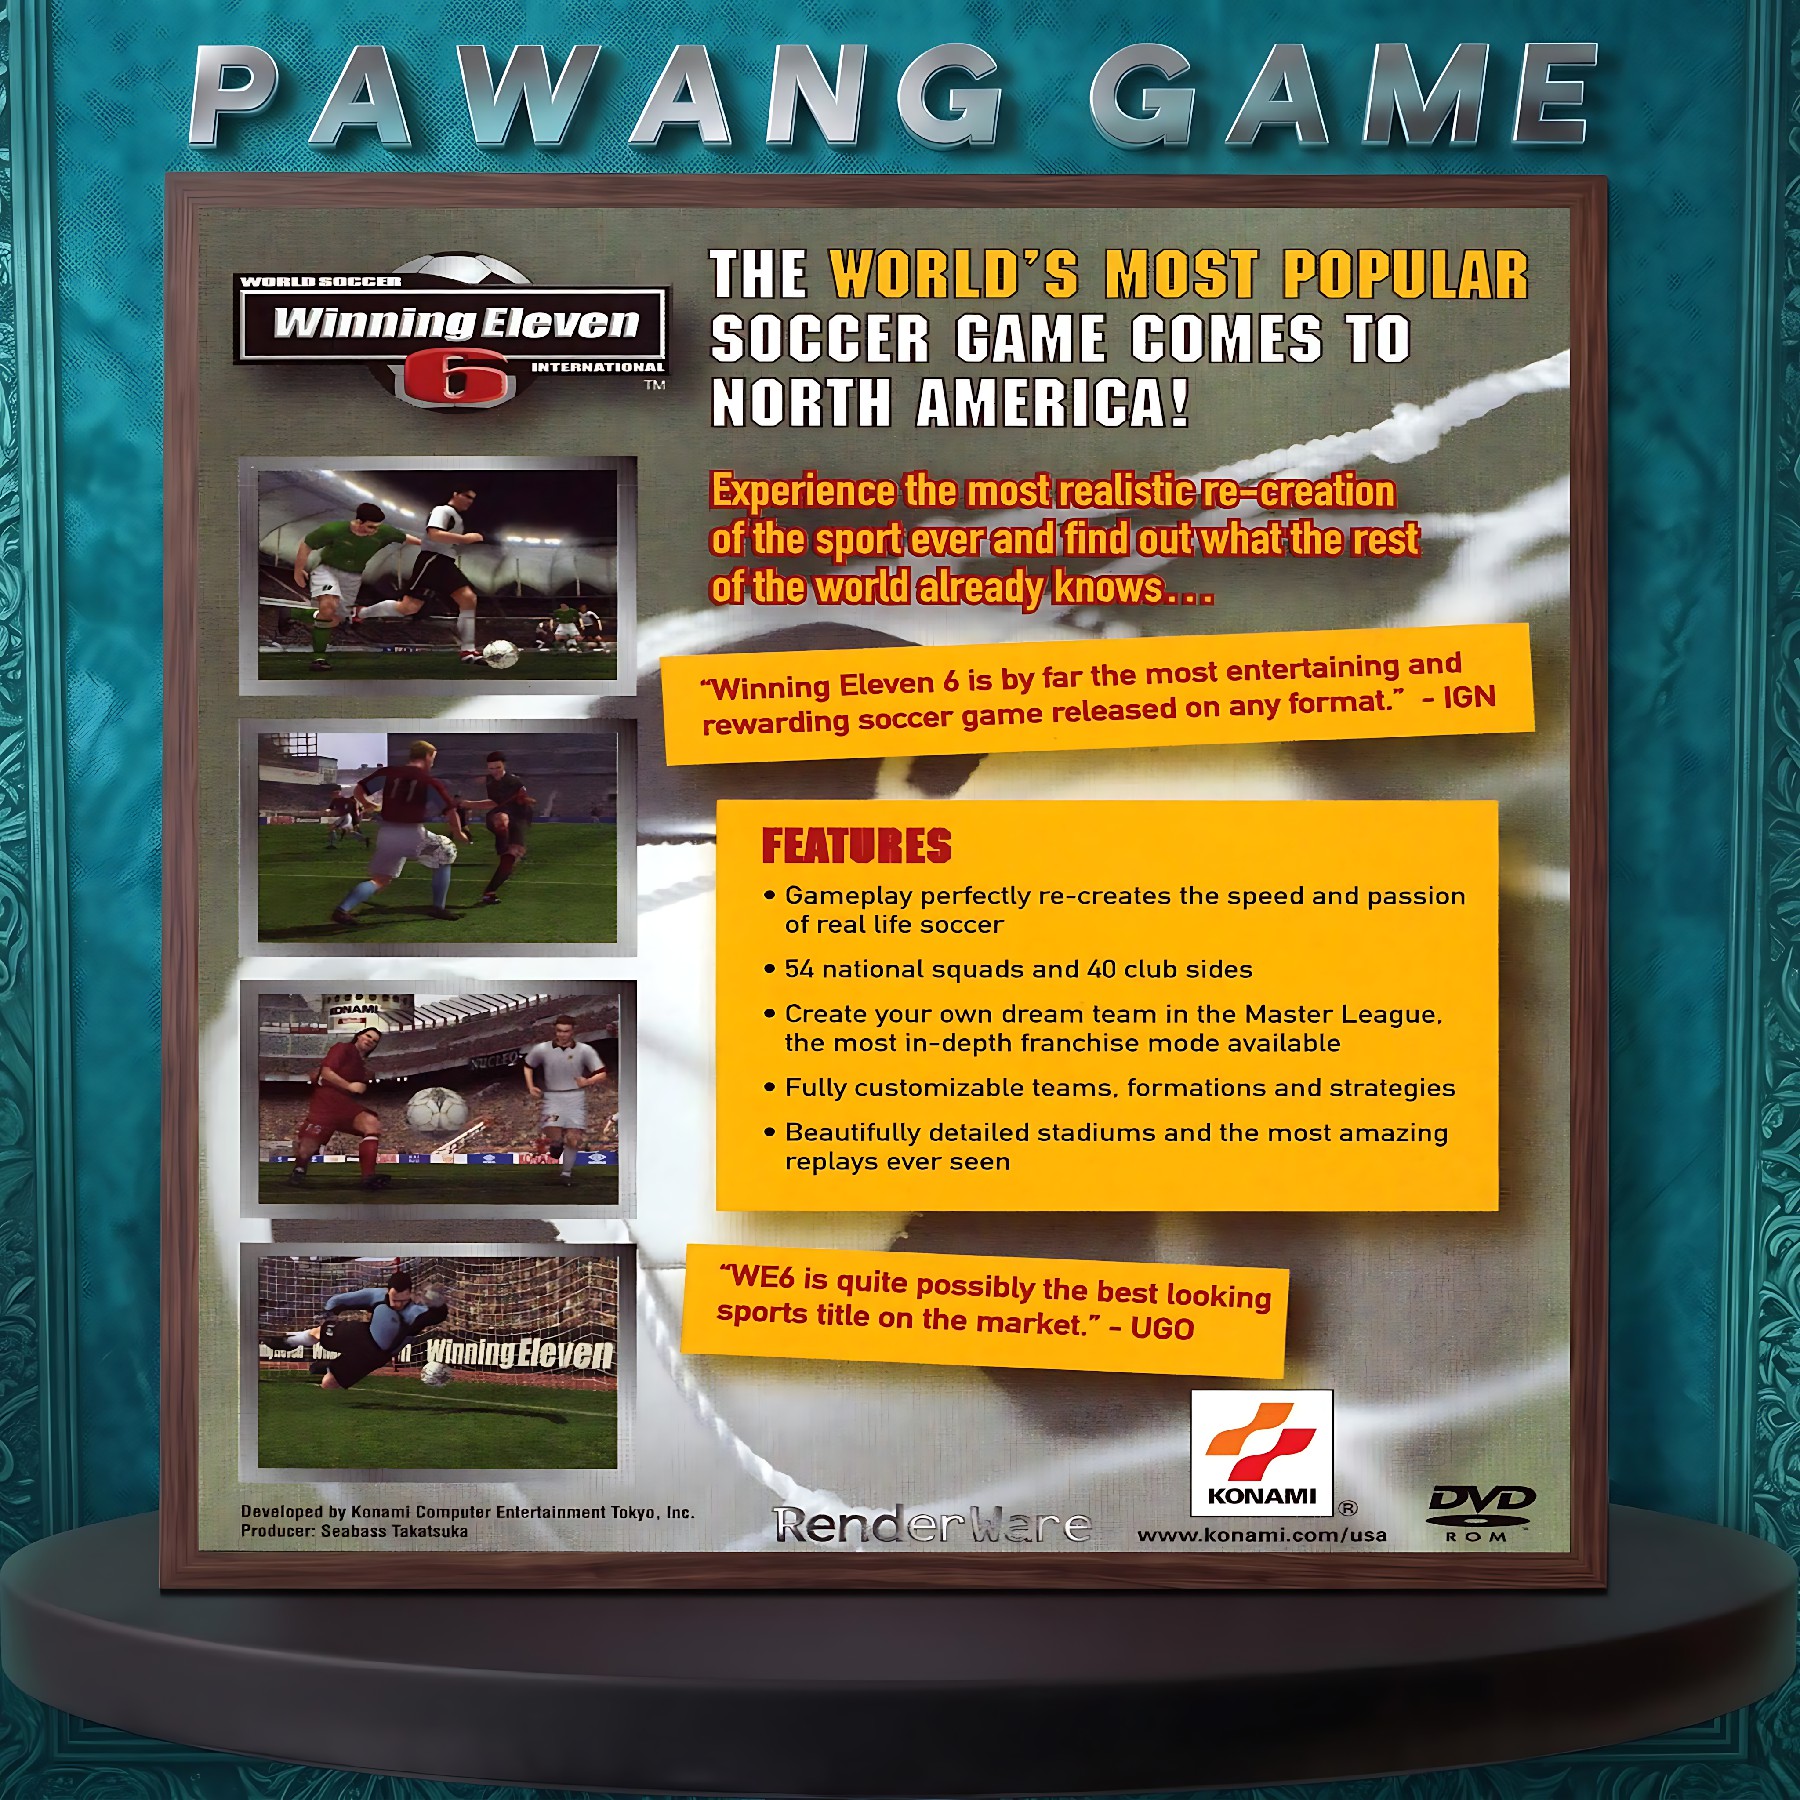 PAWANG GAME
WORLD SOCCER
Winning Eleven
6
INTERNATIONAL
TM
THE WORLD'S MOST POPULAR
SOCCER GAME COMES TO
NORTH AMERICA!
Experience the most realistic re-creation
of the sport ever and find out what the rest
of the world already knows...
"Winning Eleven 6 is by far the most entertaining and
rewarding soccer game released on any format." - IGN
11
FEATURES
• Gameplay perfectly re-creates the speed and passion
of real life soccer
• 54 national squads and 40 club sides
• Create your own dream team in the Master League,
the most in-depth franchise mode available
• Fully customizable teams, formations and strategies
• Beautifully detailed stadiums and the most amazing
replays ever seen
KONAMI
NUCLEO
"WE6 is quite possibly the best looking
sports title on the market." - UGO
Winning Eleven
KONAMI
®
www.konami.com/usa
RenderWare
DVD
ROM
Developed by Konami Computer Entertainment Tokyo, Inc.
Producer: Seabass Takatsuka